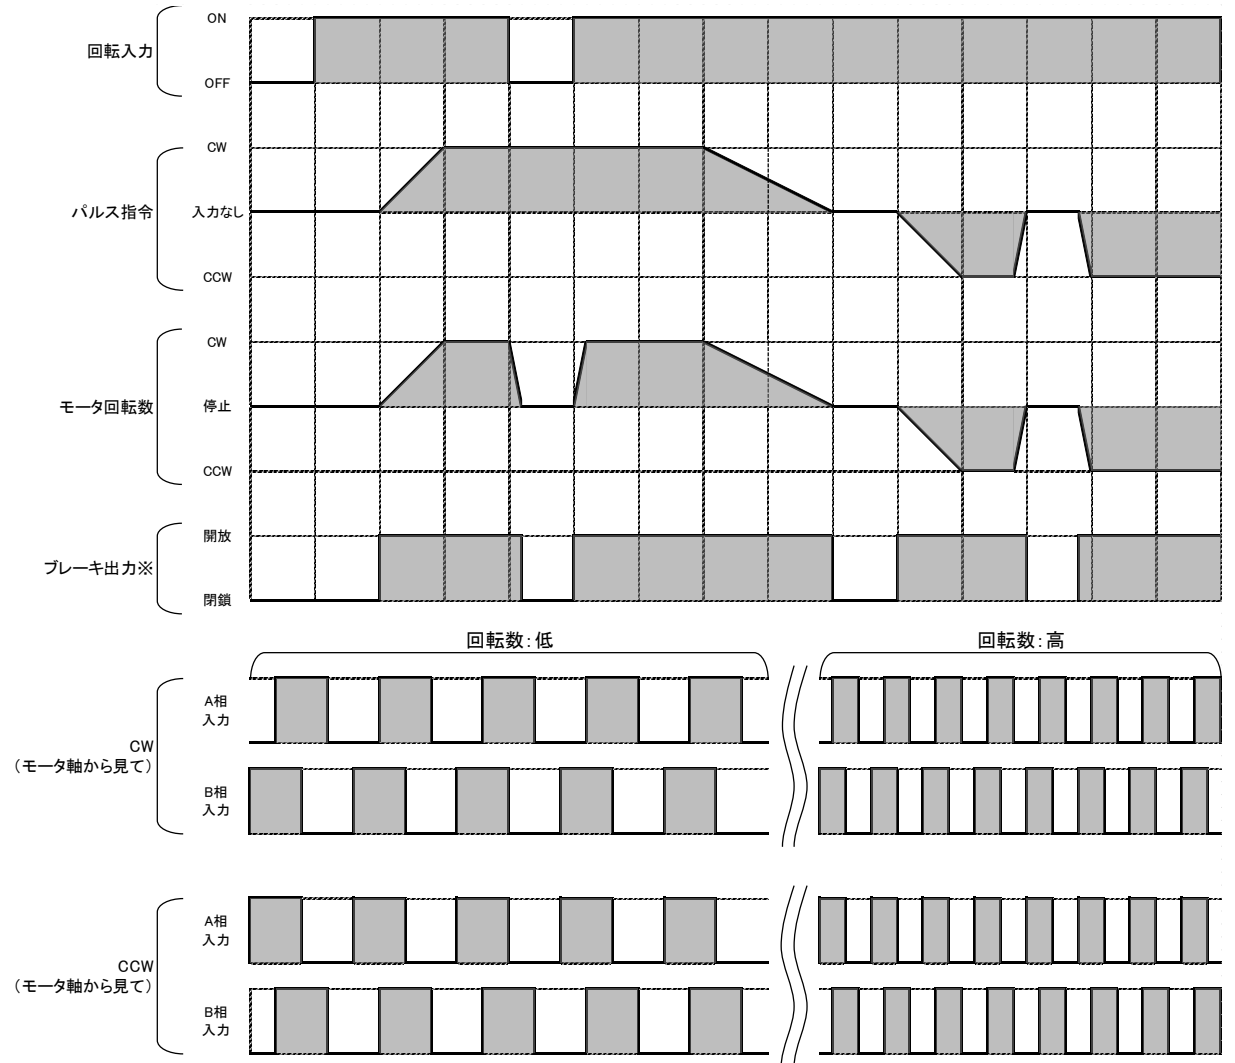 ON
回転入力
OFF
CW
パルス指令
入力なし
CCW
CW
モータ回転数
停止
CCW
開放
ブレーキ出力※
閉鎖
回転数:低
回転数:高
A相
入力
CW
(モータ軸から見て)
B相
入力
A相
入力
CCW
(モータ軸から見て)
B相
入力